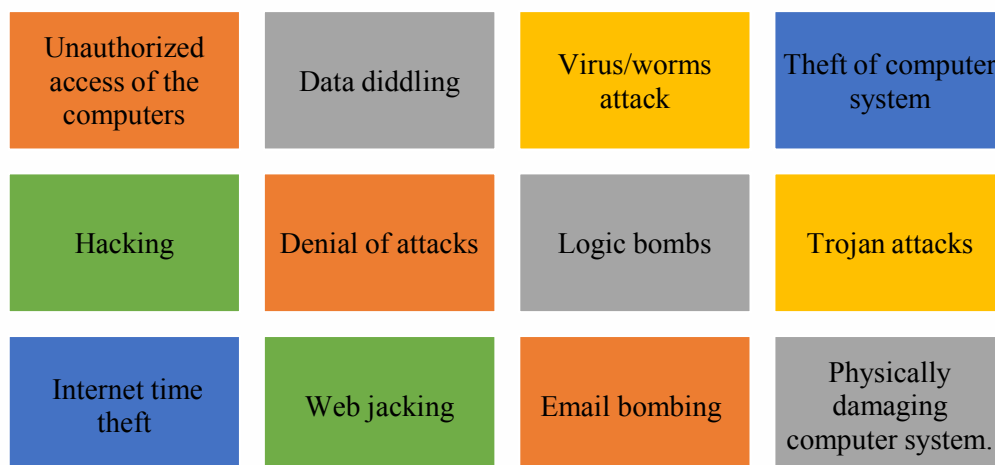 Unauthorized
access of the
computers
Data diddling
Virus/worms
attack
Theft of computer
system
Hacking
Denial of attacks
Logic bombs
Trojan attacks
Internet time
theft
Web jacking
Email bombing
Physically
damaging
computer system.